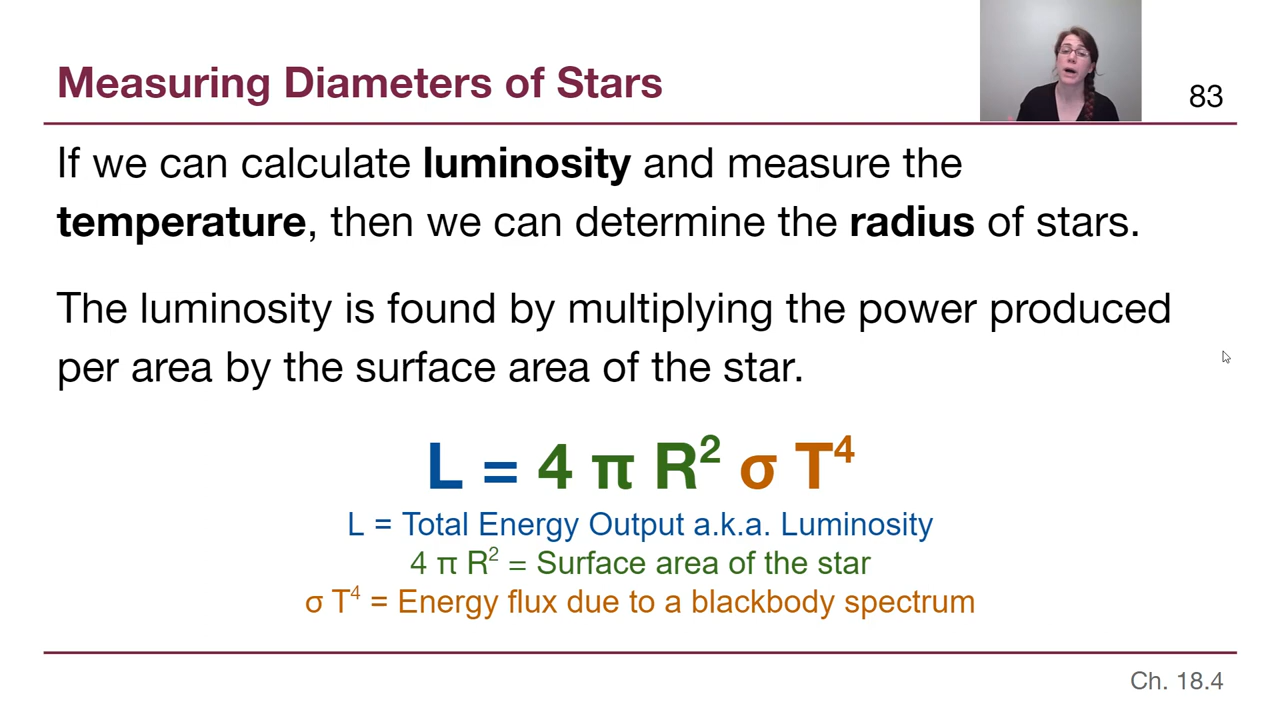 Measuring Diameters of Stars
83
If we can calculate luminosity and measure the
temperature, then we can determine the radius of stars.
The luminosity is found by multiplying the power produced
per area by the surface area of the star.
L = 4 π R² σ T⁴
L = Total Energy Output a.k.a. Luminosity
4 π R² = Surface area of the star
σ T⁴ = Energy flux due to a blackbody spectrum
Ch. 18.4